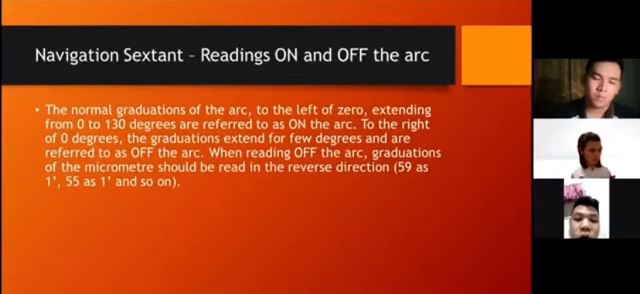 Navigation Sextant – Readings ON and OFF the arc
• The normal graduations of the arc, to the left of zero, extending
from 0 to 130 degrees are referred to as ON the arc. To the right
of 0 degrees, the graduations extend for few degrees and are
referred to as OFF the arc. When reading OFF the arc, graduations
of the micrometre should be read in the reverse direction (59 as
1’, 55 as 1’ and so on).